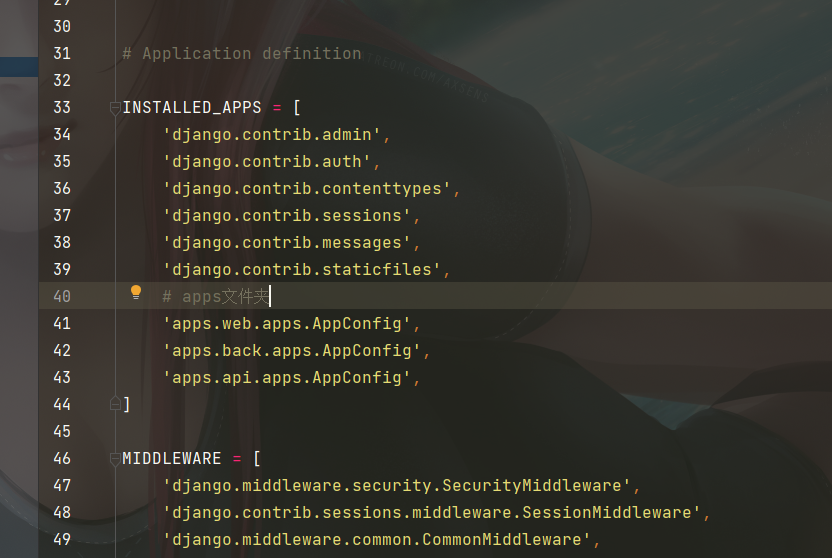 29
30
31 # Application definition
32
33 INSTALLED_APPS = [
34 'django.contrib.admin',
35 'django.contrib.auth',
36 'django.contrib.contenttypes',
37 'django.contrib.sessions',
38 'django.contrib.messages',
39 'django.contrib.staticfiles',
40 # apps文件夹
41 'apps.web.apps.AppConfig',
42 'apps.back.apps.AppConfig',
43 'apps.api.apps.AppConfig',
44 ]
45
46 MIDDLEWARE = [
47 'django.middleware.security.SecurityMiddleware',
48 'django.contrib.sessions.middleware.SessionMiddleware',
49 'django.middleware.common.CommonMiddleware',